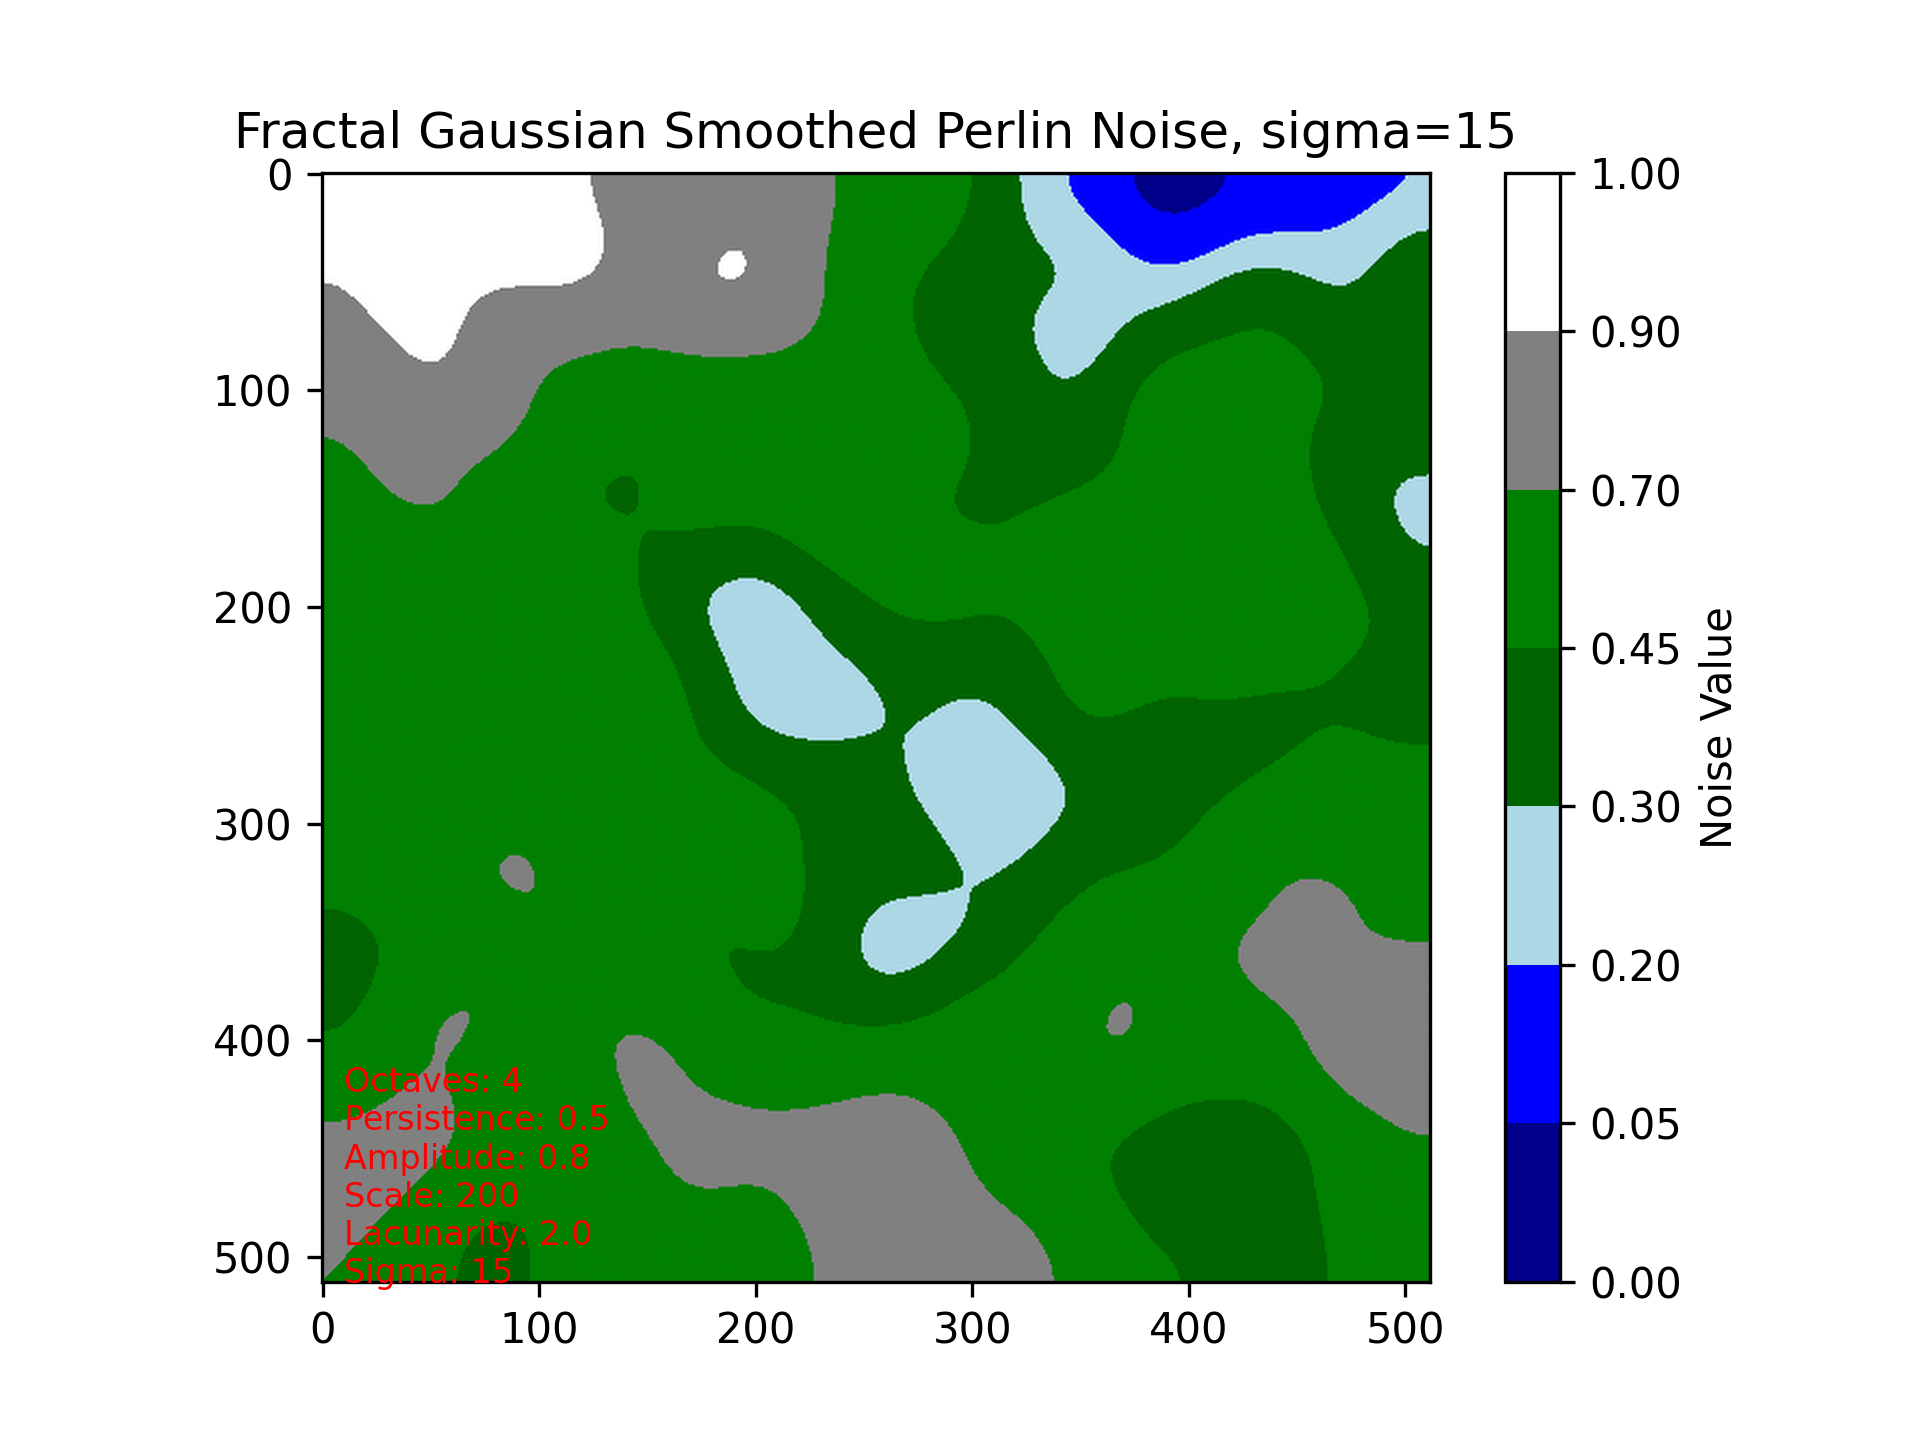 Fractal Gaussian Smoothed Perlin Noise, sigma=15
0
100
200
300
400
500
0
100
200
300
400
500
Octaves: 4
Persistence: 0.5
Amplitude: 0.8
Scale: 200
Lacunarity: 2.0
Sigma: 15
1.00
0.90
0.70
0.45
0.30
0.20
0.05
0.00
Noise Value